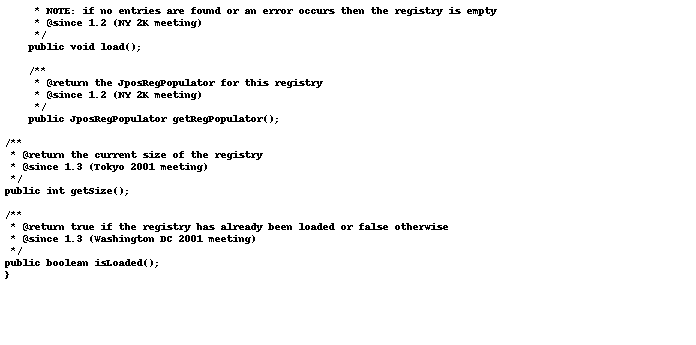 * NOTE: if no entries are found or an error occurs then the registry is empty
     * @since 1.2 (NY 2K meeting)
     */
    public void load();

    /**
     * @return the JposRegPopulator for this registry
     * @since 1.2 (NY 2K meeting)
     */
    public JposRegPopulator getRegPopulator();

/**
 * @return the current size of the registry
 * @since 1.3 (Tokyo 2001 meeting)
 */
public int getSize();

/**
 * @return true if the registry has already been loaded or false otherwise
 * @since 1.3 (Washington DC 2001 meeting)
 */
public boolean isLoaded();
}